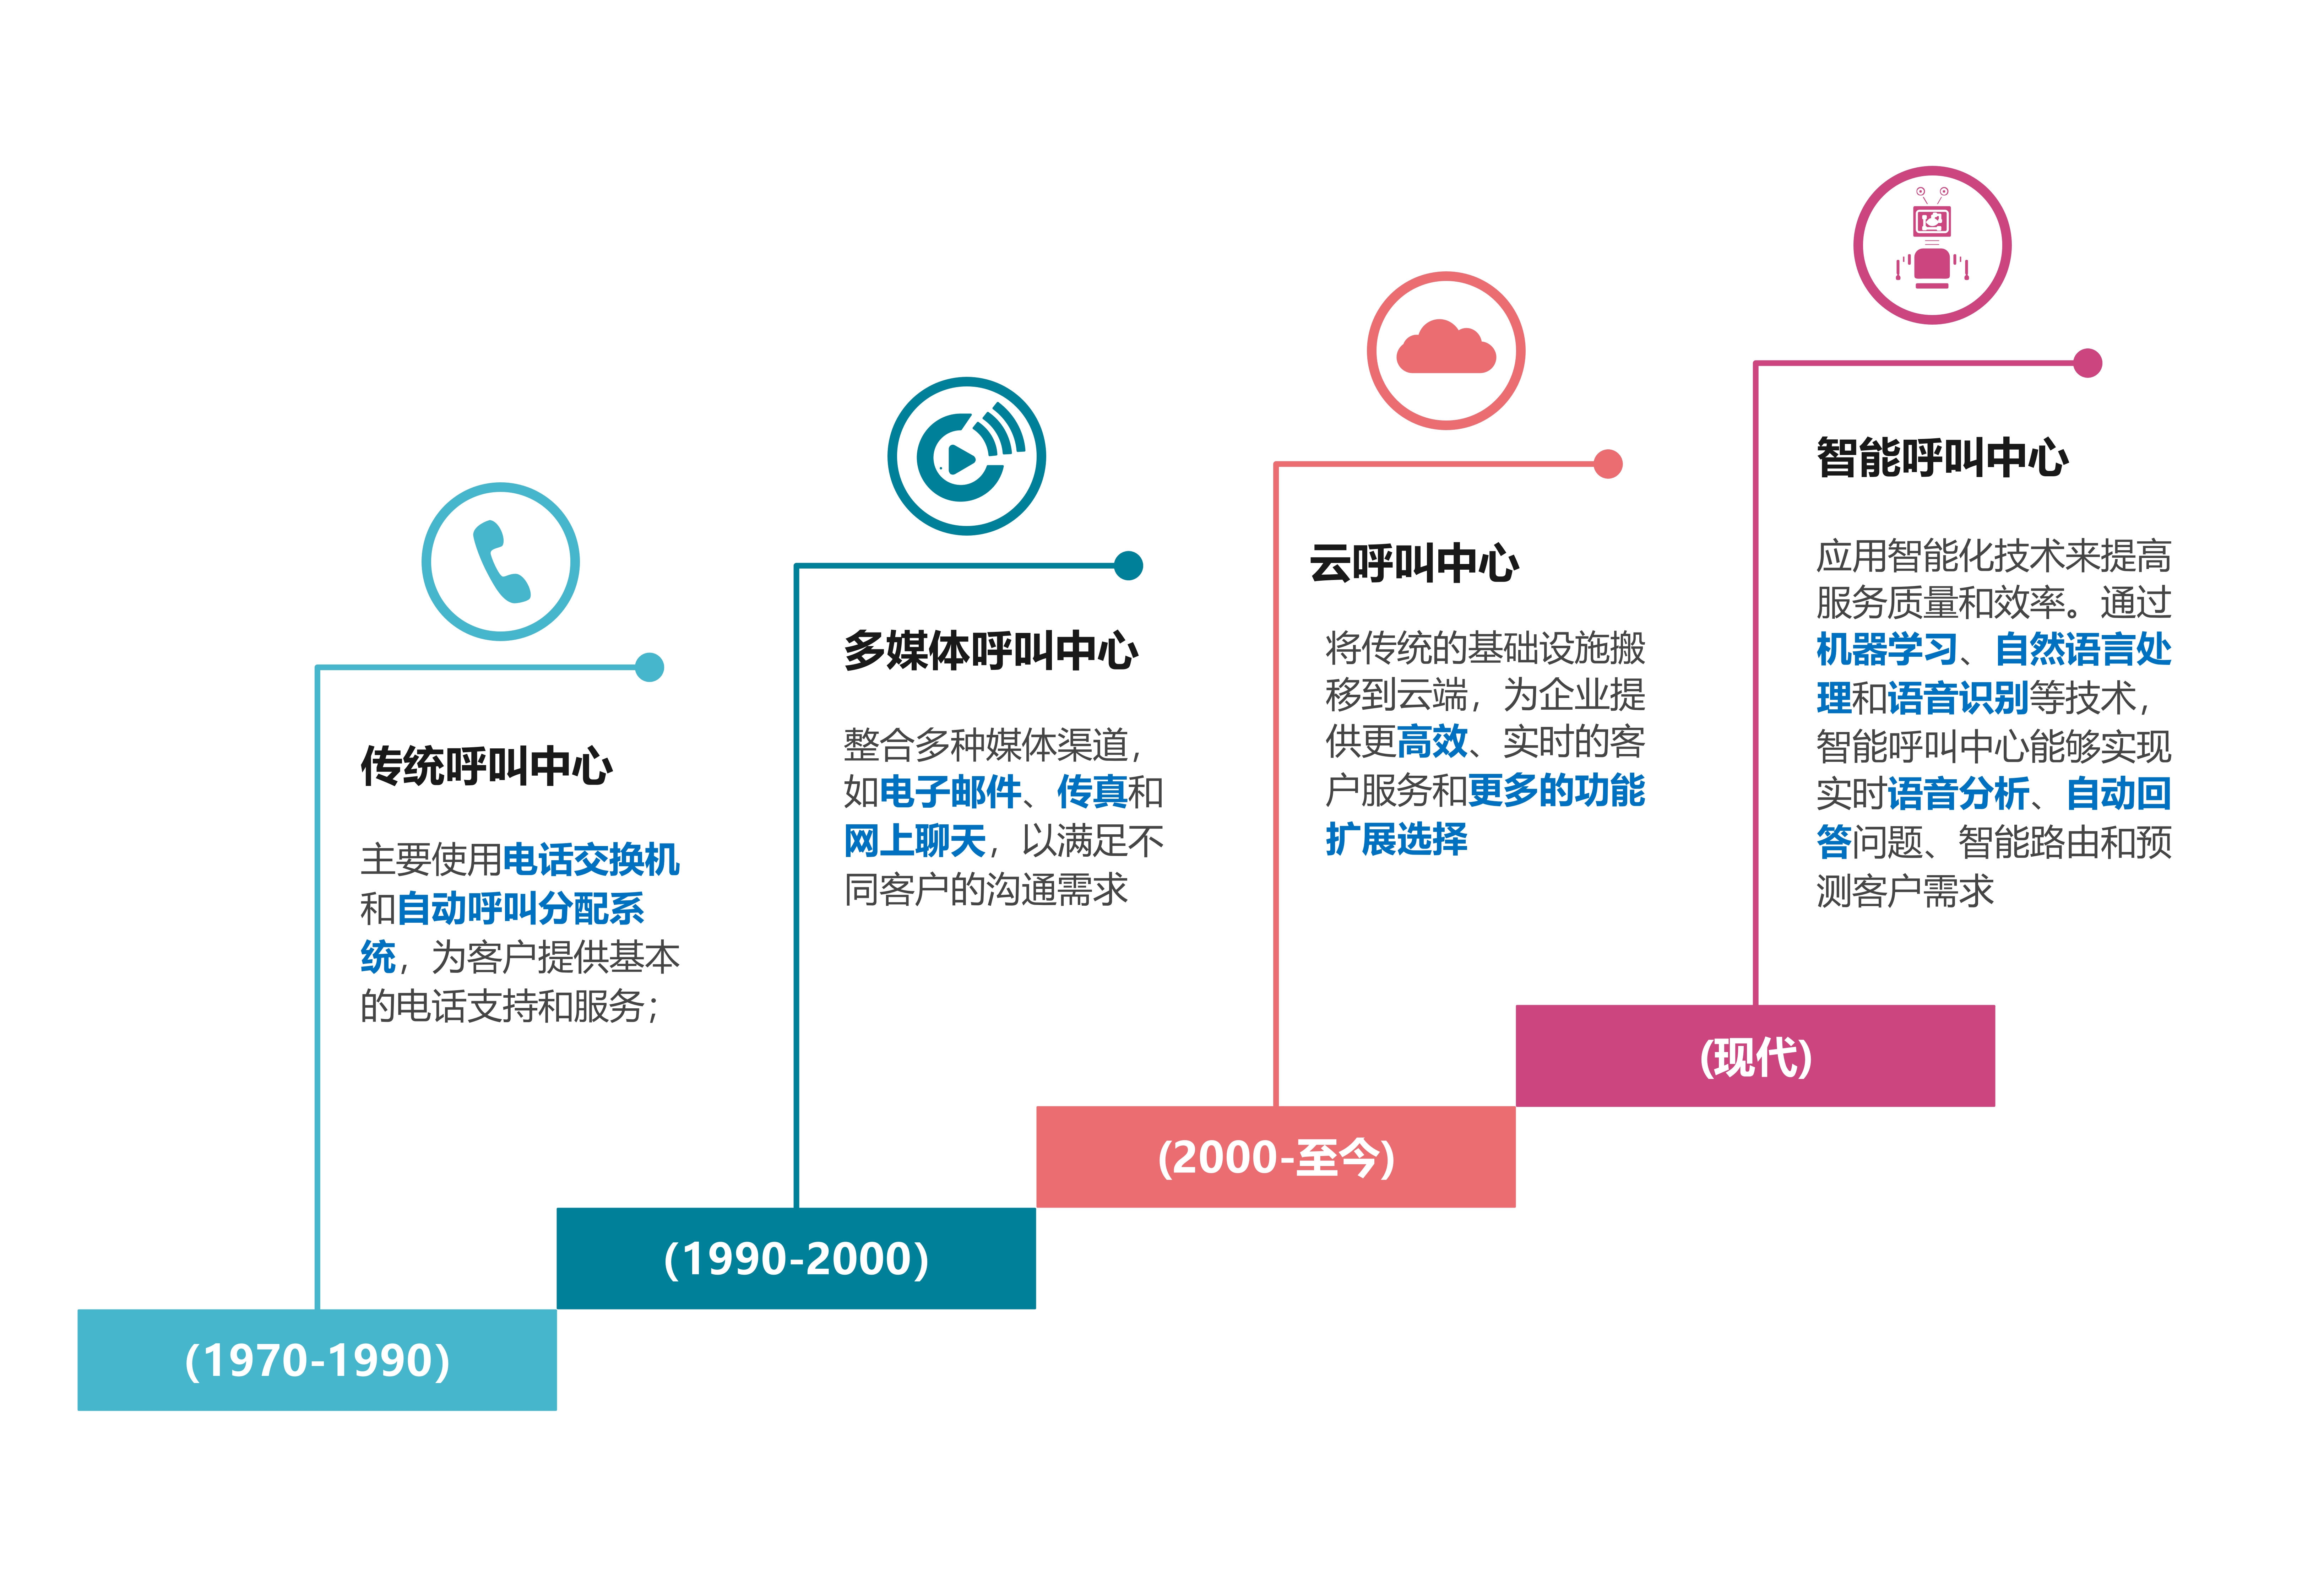 传统呼叫中心
主要使用电话交换机
和自动呼叫分配系
统，为客户提供基本
的电话支持和服务；
(1970-1990)
多媒体呼叫中心
整合多种媒体渠道，
如电子邮件、传真和
网上聊天，以满足不
同客户的沟通需求
(1990-2000)
云呼叫中心
将传统的基础设施搬
移到云端，为企业提
供更高效、实时的客
户服务和更多的功能
扩展选择
(2000-至今)
智能呼叫中心
应用智能化技术来提高
服务质量和效率。通过
机器学习、自然语言处
理和语音识别等技术，
智能呼叫中心能够实现
实时语音分析、自动回
答问题、智能路由和预
测客户需求
(现代)